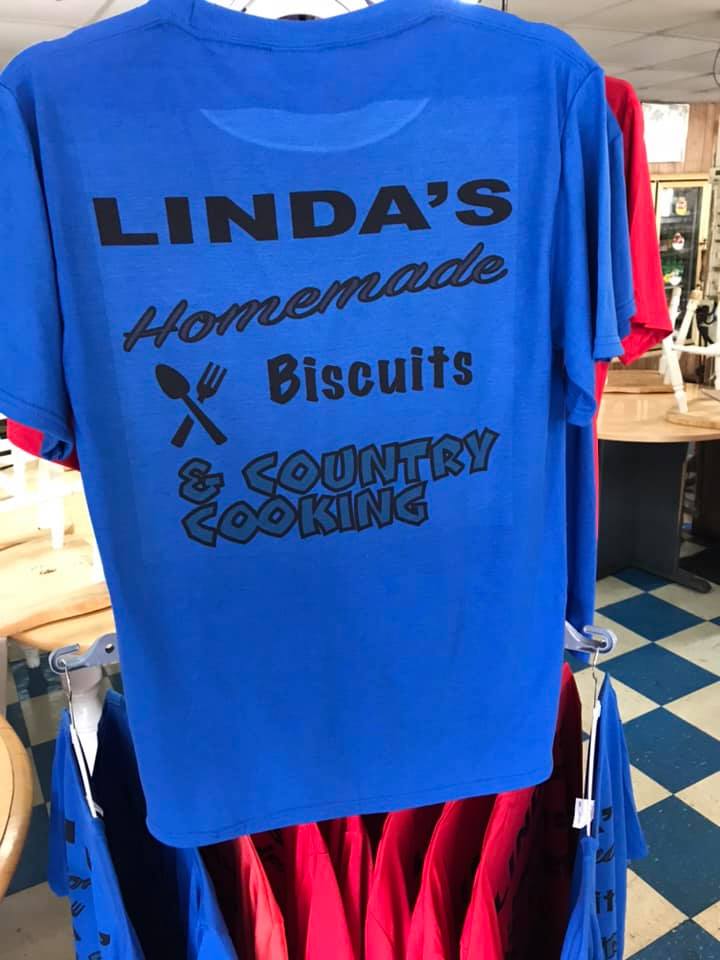 LINDA'S
Homemade
Biscuits
& COUNTRY
COOKING